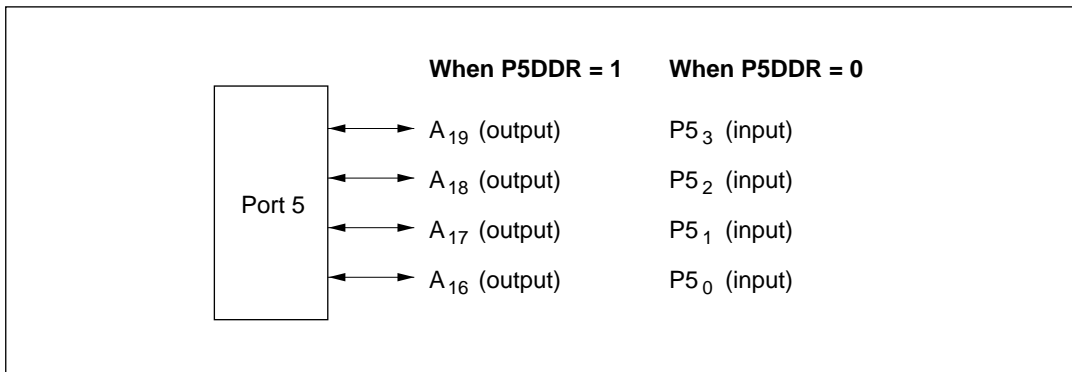 When P5DDR = 1 When P5DDR = 0
A19 (output) P53 (input)
A18 (output) P52 (input)
Port 5
A17 (output) P51 (input)
A16 (output) P50 (input)